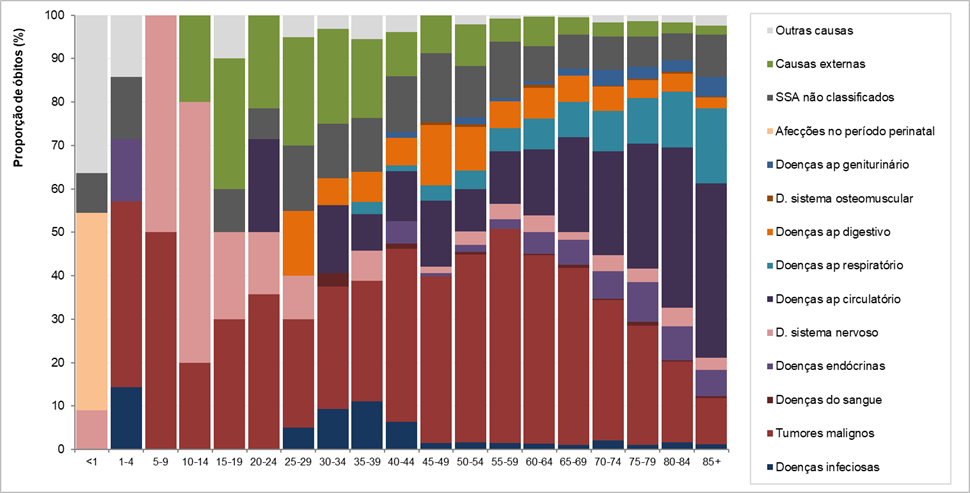 Proporção de óbitos (%)
100
90
80
70
60
50
40
30
20
10
0
<1 1-4 5-9 10-14 15-19 20-24 25-29 30-34 35-39 40-44 45-49 50-54 55-59 60-64 65-69 70-74 75-79 80-84 85+
Outras causas
Causas externas
SSA não classificados
Afecções no período perinatal
Doenças ap geniturinário
D. sistema osteomuscular
Doenças ap digestivo
Doenças ap respiratório
Doenças ap circulatório
D. sistema nervoso
Doenças endócrinas
Doenças do sangue
Tumores malignos
Doenças infeciosas